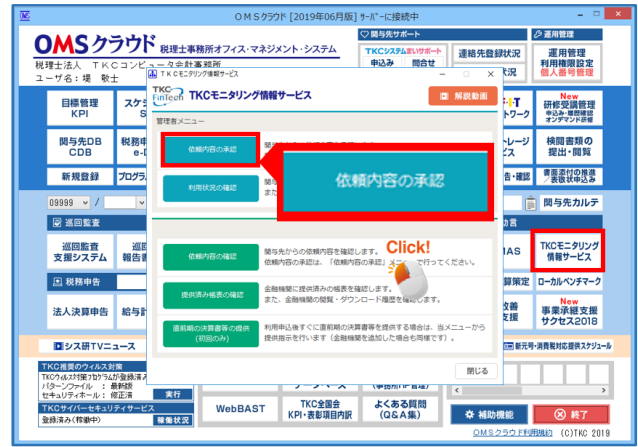 OMSクラウド [2019年06月版] サーバーに接続中
OMSクラウド 税理士事務所オフィス・マネジメント・システム
税理士法人 TKCコンピュータ会計事務所
ユーザ名：堤 敬士
関与先サポート
TKCシステムまいサポート
申込み 問合せ
連絡先登録状況
運用管理
運用管理
利用権限設定
個人番号管理
目標管理
KPI
New
研修受講管理
申込み・履歴確認
オンデマンド研修
関与先DB
CDB
検閲書類の
提出・閲覧
新規登録
書面添付の推進
/表敬状申込み
09999
関与先カルテ
巡回監査
巡回監査
支援システム
TKCモニタリング
情報サービス
税務申告
ローカルベンチマーク
法人決算申告
New
事業承継支援
サクセス2018
システム研TVニュース
新元号・消費税対応提供スケジュール
TKCモニタリング情報サービス
TKC
FinTech TKCモニタリング情報サービス
解説動画
管理者メニュー
依頼内容の承認
利用状況の確認
依頼内容の承認
Click!
依頼内容の確認
関与先からの依頼内容を確認します。
依頼内容の承認は、「依頼内容の承認」メニューで行ってください。
提供済み帳表の確認
金融機関に提供済みの帳表を確認します。
また、金融機関の閲覧・ダウンロード履歴を確認します。
直前期の決算書等の提供
(初回のみ)
利用申込後すぐに直前期の決算書等を提供する場合は、当メニューから
提供指示を行います（金融機関を追加した場合も同様です）。
閉じる
TKC推奨のウィルス対策
パターンファイル ： 最新版
セキュリティホール： 修正済
実行
TKCサイバーセキュリティサービス
登録済み(稼働中)
稼働状況
WebBAST
TKC全国会
KPI・表彰項目内訳
よくある質問
(Q＆A集)
補助機能
終了
OMSクラウド利用規約 (C)TKC 2019